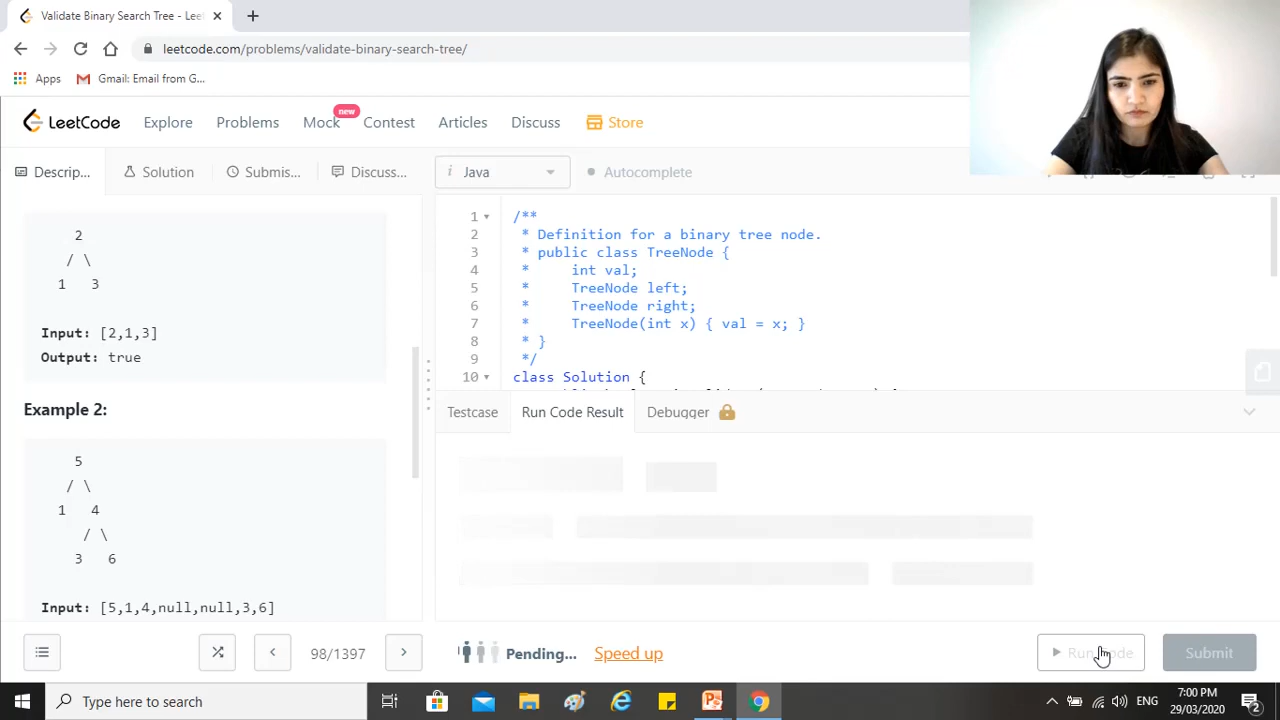 Validate Binary Search Tree - Lee
leetcode.com/problems/validate-binary-search-tree/
Apps
Gmail: Email from G...
LeetCode
Explore
Problems
Mock
new
Contest
Articles
Discuss
Store
Descrip...
Solution
Submis...
Discuss...
i Java
Autocomplete
2
/ \
1 3
Input: [2,1,3]
Output: true
Example 2:
5
/ \
1 4
/ \
3 6
Input: [5,1,4,null,null,3,6]
1 /**
2 * Definition for a binary tree node.
3 * public class TreeNode {
4 * int val;
5 * TreeNode left;
6 * TreeNode right;
7 * TreeNode(int x) { val = x; }
8 * }
9 */
10 class Solution {
Testcase
Run Code Result
Debugger
98/1397
Pending...
Speed up
Run Code
Submit
Type here to search
ENG
7:00 PM
29/03/2020
2